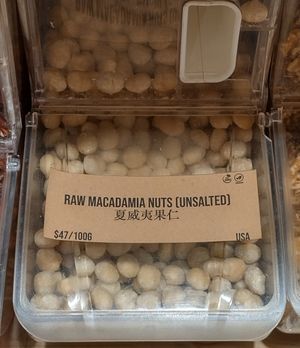 RAW MACADAMIA NUTS (UNSALTED)
夏威夷果仁
$47/100G USA